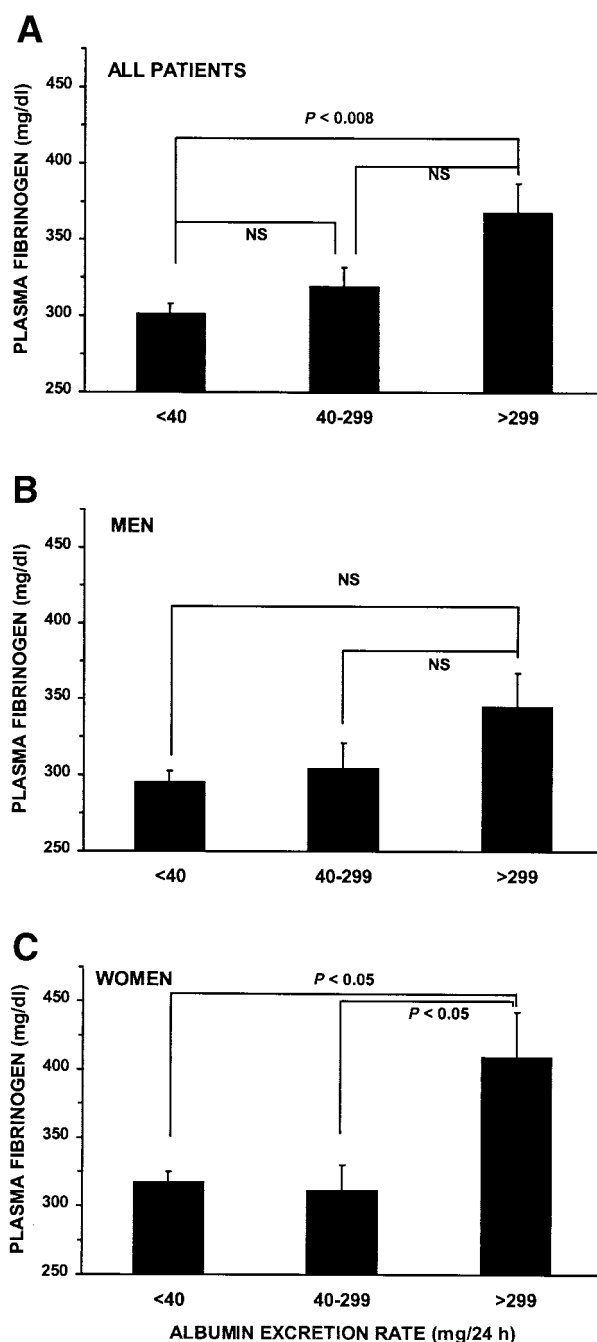 A
ALL PATIENTS
PLASMA FIBRINOGEN (mg/dl)
450
400
350
300
250
P < 0.008
NS
NS
<40 40-299 >299
B
MEN
PLASMA FIBRINOGEN (mg/dl)
450
400
350
300
250
NS
NS
<40 40-299 >299
C
WOMEN
PLASMA FIBRINOGEN (mg/dl)
450
400
350
300
250
P < 0.05
P < 0.05
<40 40-299 >299
ALBUMIN EXCRETION RATE (mg/24 h)